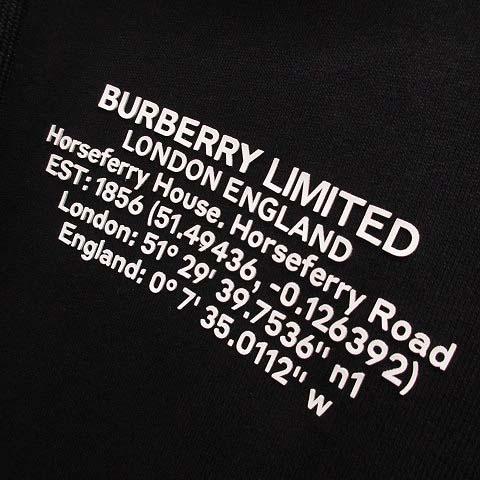 BURBERRY LIMITED
LONDON ENGLAND
Horseferry House. Horseferry Road
EST: 1856 (51.49436, -0.126392)
London: 51° 29' 39.7536" n1
England: 0° 7' 35.0112" w